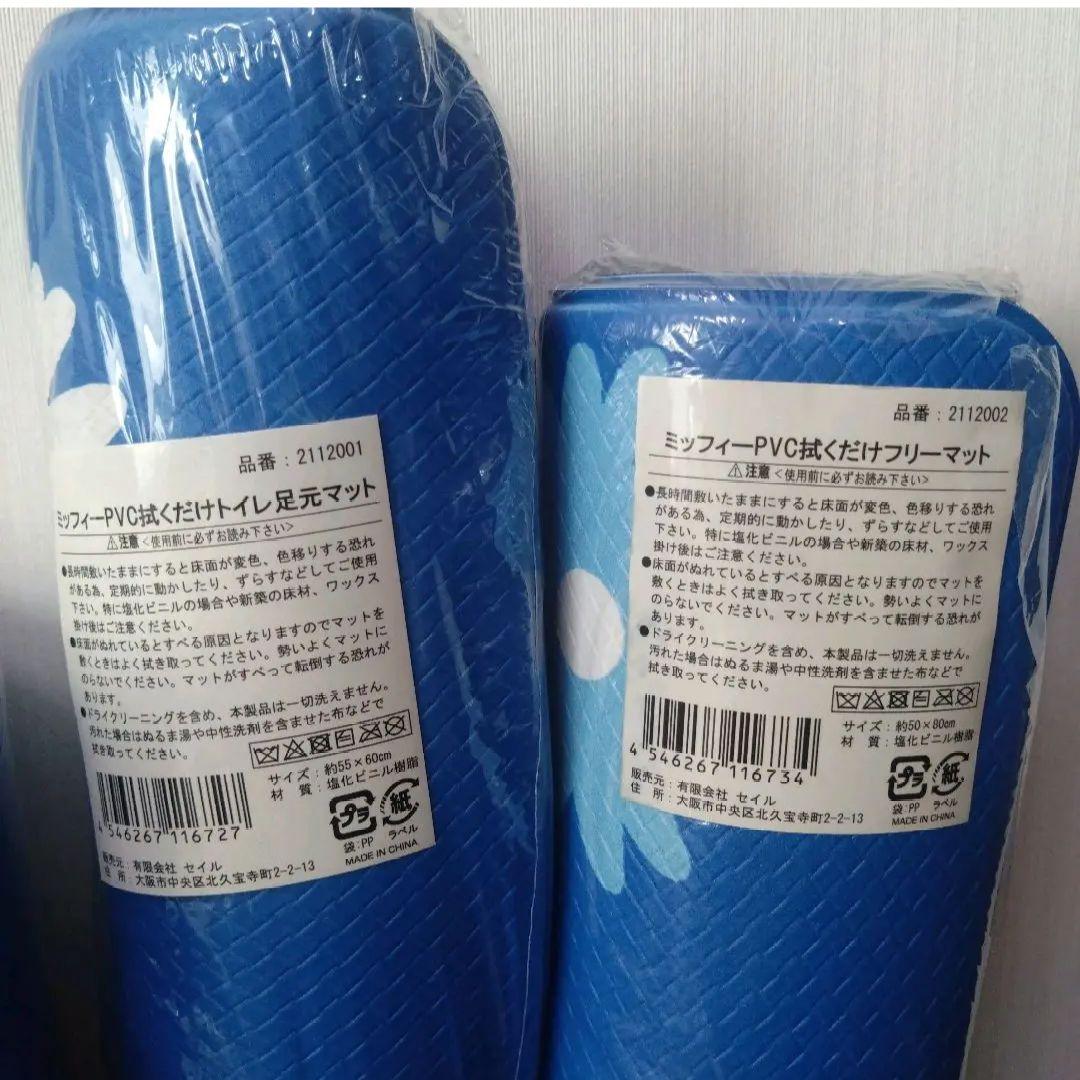 品番：2112001
ミッフィーPVC拭くだけトイレ足元マット
⚠注意<使用前に必ずお読み下さい>
●長時間敷いたままにすると床面が変色、色移りする恐れ
がある為、定期的に動かしたり、ずらすなどしてご使用
下さい。特に塩化ビニルの場合や新築の床材、ワックス
掛け後はご注意ください。
●床面がぬれているとすべる原因となりますのでマットを
敷くときはよく拭き取ってください。勢いよくマットに
のらないでください。マットがすべって転倒する恐れが
あります。
●ドライクリーニングを含め、本製品は一切洗えません。
汚れた場合はぬるま湯や中性洗剤を含ませた布などで
拭き取ってください。
サイズ：約55×60cm
材　質：塩化ビニル樹脂
4 546267 116727
プラ 紙
袋：PP ラベル
MADE IN CHINA
販売元：有限会社 セイル
住　所：大阪市中央区北久宝寺町2-2-13
品番：2112002
ミッフィーPVC拭くだけフリーマット
⚠注意<使用前に必ずお読み下さい>
●長時間敷いたままにすると床面が変色、色移りする恐れ
がある為、定期的に動かしたり、ずらすなどしてご使用
下さい。特に塩化ビニルの場合や新築の床材、ワックス
掛け後はご注意ください。
●床面がぬれているとすべる原因となりますのでマットを
敷くときはよく拭き取ってください。勢いよくマットに
のらないでください。マットがすべって転倒する恐れが
あります。
●ドライクリーニングを含め、本製品は一切洗えません。
汚れた場合はぬるま湯や中性洗剤を含ませた布などで
拭き取ってください。
サイズ：約50×80cm
材　質：塩化ビニル樹脂
4 546267 116734
プラ 紙
袋：PP ラベル
MADE IN CHINA
販売元：有限会社 セイル
住　所：大阪市中央区北久宝寺町2-2-13